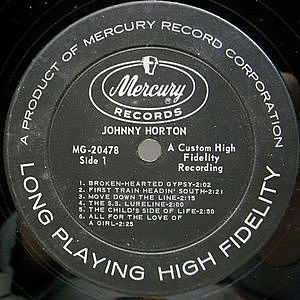 A PRODUCT OF MERCURY RECORD CORPORATION
Mercury
RECORDS
JOHNNY HORTON
MG-20478
Side 1
A Custom High
Fidelity
Recording
1. BROKEN-HEARTED GYPSY-2:02
2. FIRST TRAIN HEADIN' SOUTH-2:21
3. MOVE DOWN THE LINE-2:15
4. THE S.S. LURELINE-2:00
5. THE CHILD'S SIDE OF LIFE-2:50
6. ALL FOR THE LOVE OF
A GIRL-2:25
LONG PLAYING HIGH FIDELITY